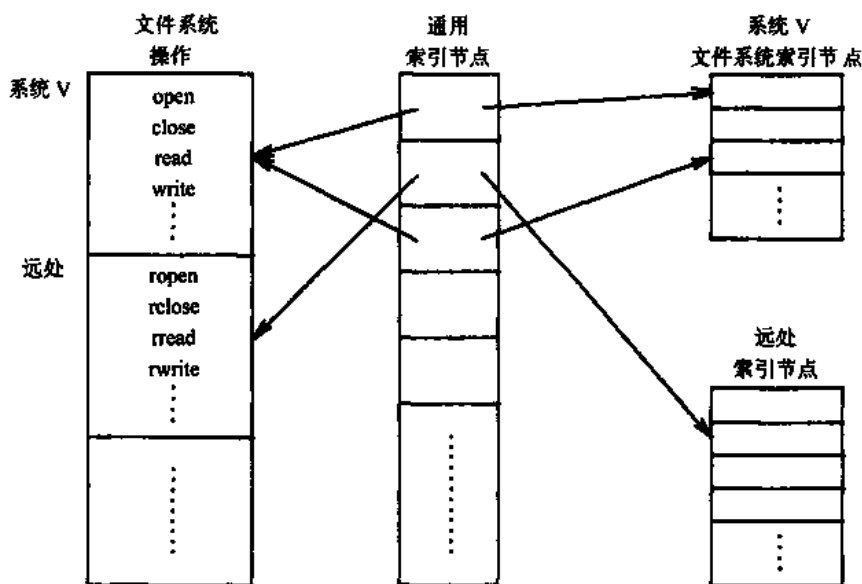 文件系统
操作
通用
索引节点
系统 V
文件系统索引节点
系统 V
open
close
read
write
远处
ropen
rclose
rread
rwrite
远处
索引节点